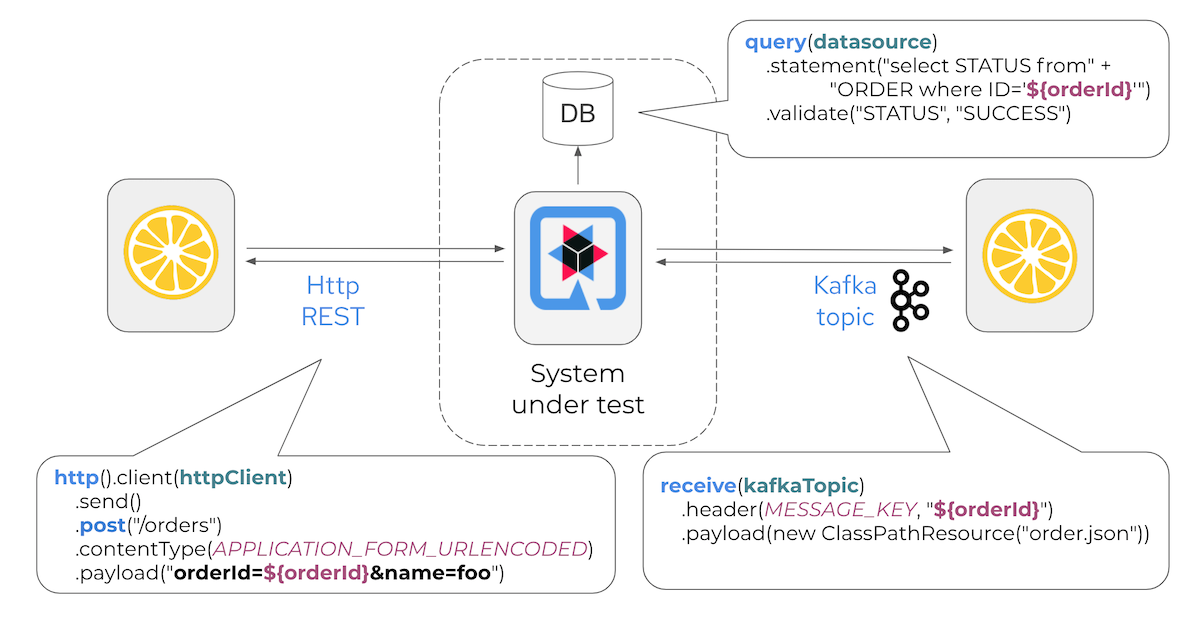 query(datasource)
.statement("select STATUS from" +
"ORDER where ID='${orderId}'")
.validate("STATUS", "SUCCESS")
DB
Http
REST
Kafka
topic
System
under test
http().client(httpClient)
.send()
.post("/orders")
.contentType(APPLICATION_FORM_URLENCODED)
.payload("orderId=${orderId}&name=foo")
receive(kafkaTopic)
.header(MESSAGE_KEY, "${orderId}")
.payload(new ClassPathResource("order.json"))